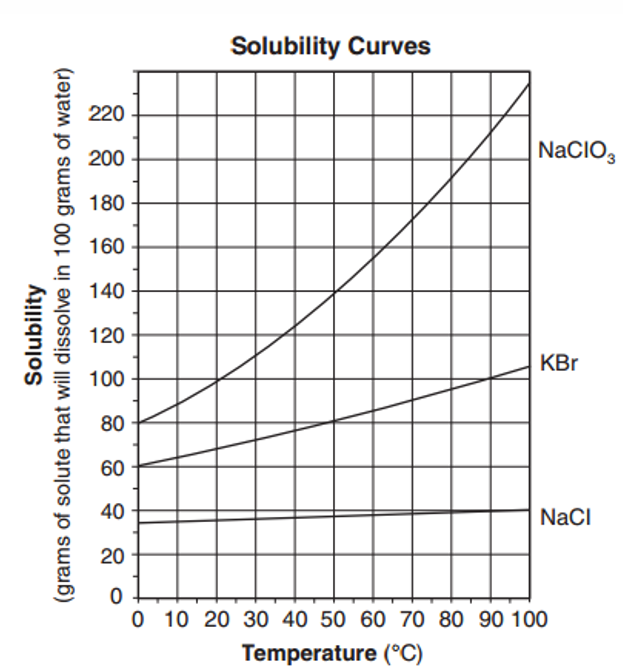 Solubility Curves
Solubility
(grams of solute that will dissolve in 100 grams of water)
220
200
180
160
140
120
100
80
60
40
20
0
NaClO₃
KBr
NaCl
0 10 20 30 40 50 60 70 80 90 100
Temperature (°C)